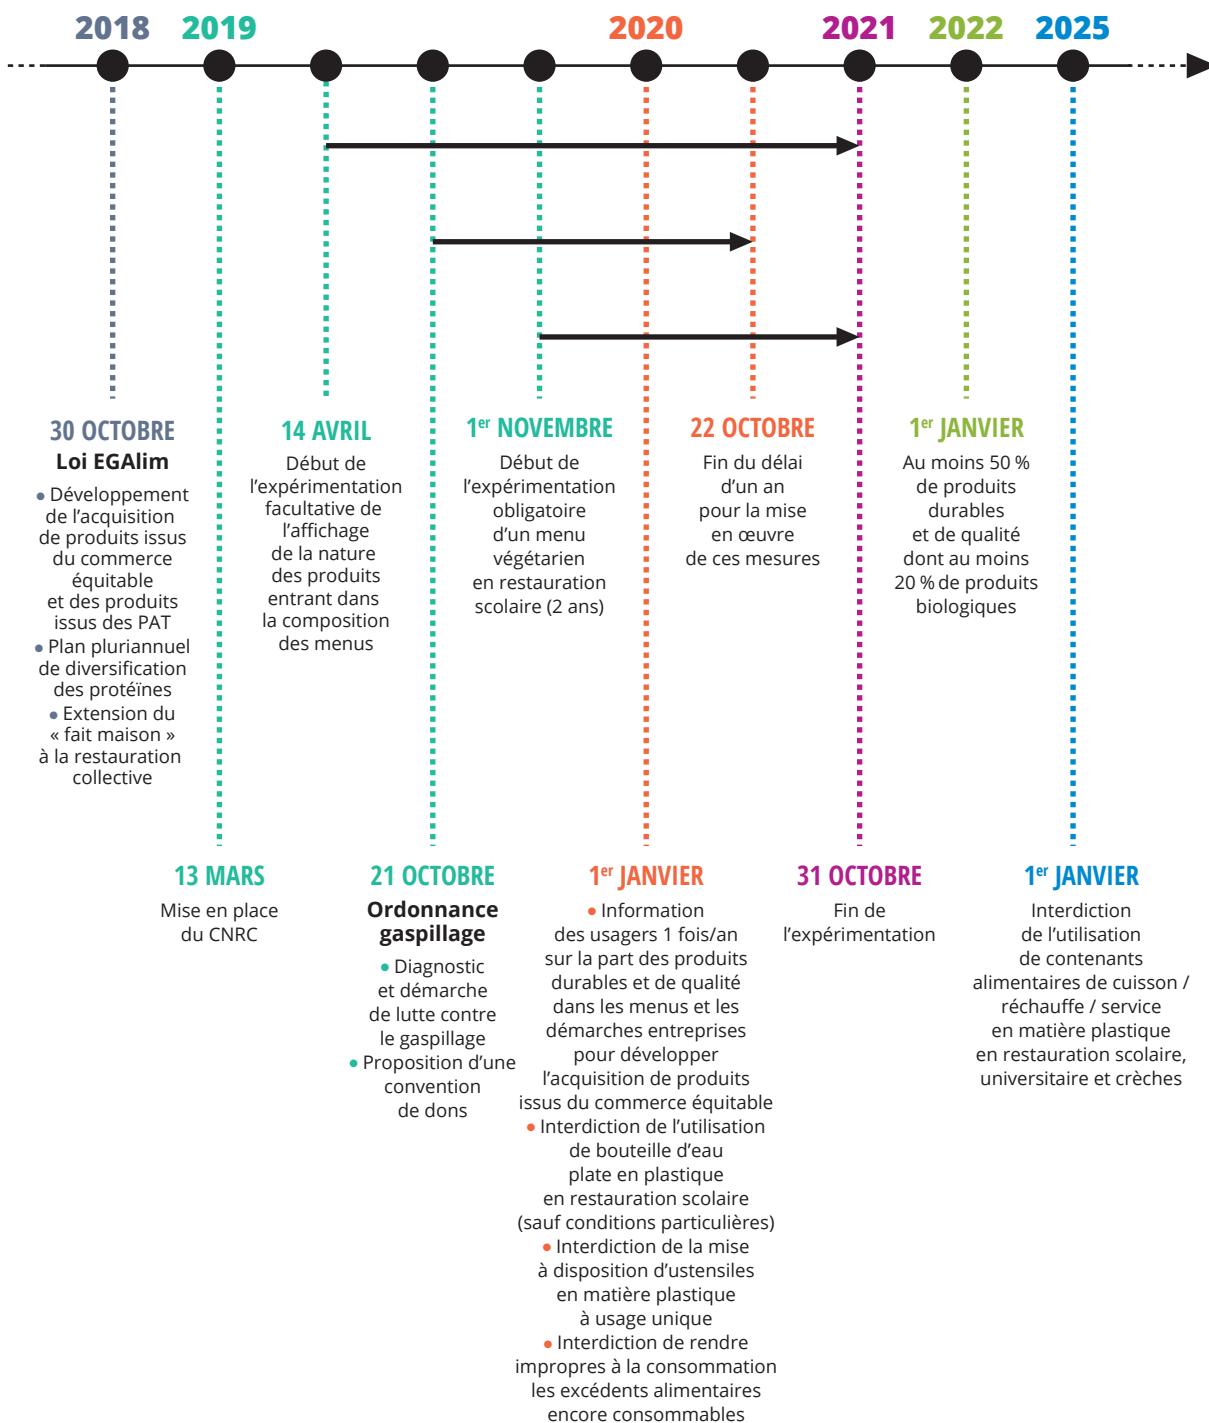 2018
2019
2020
2021
2022
2025
30 OCTOBRE
Loi EGAlim
• Développement
de l'acquisition
de produits issus
du commerce
équitable
et des produits
issus des PAT
• Plan pluriannuel
de diversification
des protéïnes
• Extension du
« fait maison »
à la restauration
collective
14 AVRIL
Début de
l'expérimentation
facultative de
l'affichage
de la nature
des produits
entrant dans
la composition
des menus
1er NOVEMBRE
Début de
l'expérimentation
obligatoire
d'un menu
végétarien
en restauration
scolaire (2 ans)
22 OCTOBRE
Fin du délai
d'un an
pour la mise
en œuvre
de ces mesures
1er JANVIER
Au moins 50 %
de produits
durables
et de qualité
dont au moins
20 % de produits
biologiques
13 MARS
Mise en place
du CNRC
21 OCTOBRE
Ordonnance
gaspillage
• Diagnostic
et démarche
de lutte contre
le gaspillage
• Proposition d'une
convention
de dons
1er JANVIER
• Information
des usagers 1 fois/an
sur la part des produits
durables et de qualité
dans les menus et les
démarches entreprises
pour développer
l'acquisition de produits
issus du commerce équitable
• Interdiction de l'utilisation
de bouteille d'eau
plate en plastique
en restauration scolaire
(sauf conditions particulières)
• Interdiction de la mise
à disposition d'ustensiles
en matière plastique
à usage unique
• Interdiction de rendre
impropres à la consommation
les excédents alimentaires
encore consommables
31 OCTOBRE
Fin de
l'expérimentation
1er JANVIER
Interdiction
de l'utilisation
de contenants
alimentaires de cuisson /
réchauffe / service
en matière plastique
en restauration scolaire,
universitaire et crèches